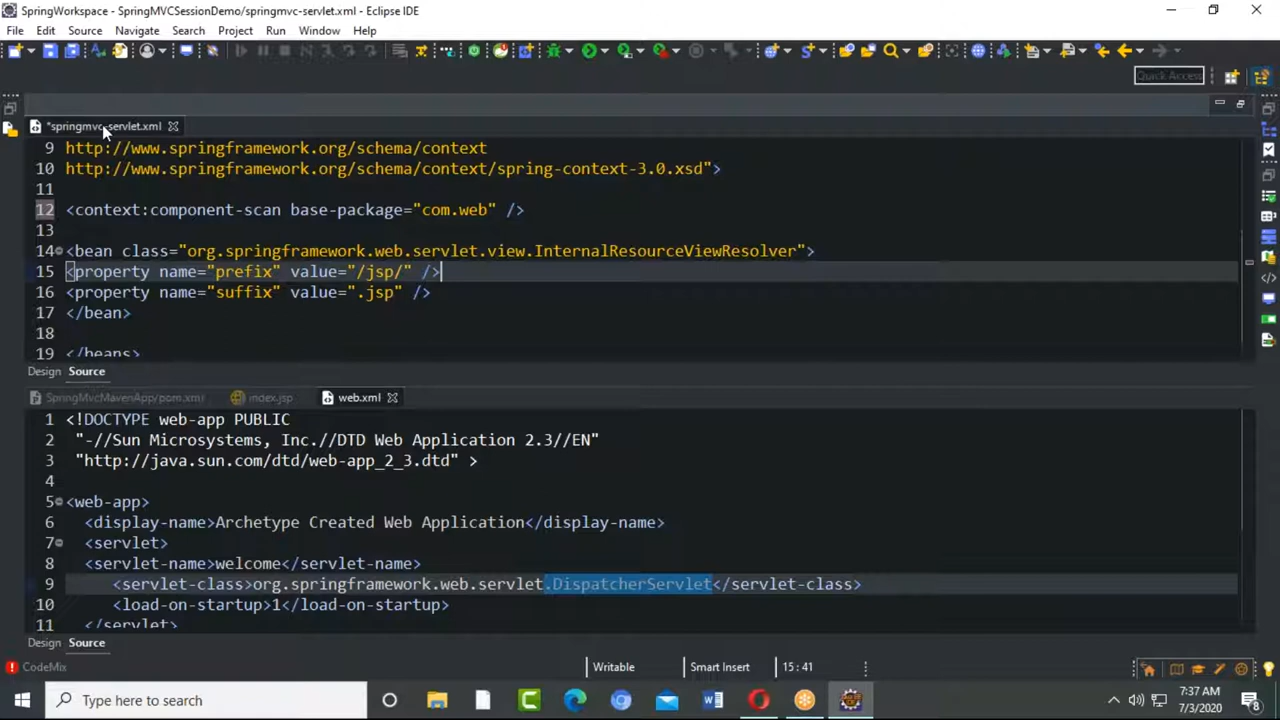 SpringWorkspace - SpringMVCSessionDemo/springmvc-servlet.xml - Eclipse IDE
File Edit Source Navigate Search Project Run Window Help
Quick Access
*springmvc-servlet.xml
9 http://www.springframework.org/schema/context
10 http://www.springframework.org/schema/context/spring-context-3.0.xsd">
11
12 <context:component-scan base-package="com.web" />
13
14 <bean class="org.springframework.web.servlet.view.InternalResourceViewResolver">
15 <property name="prefix" value="/jsp/" />
16 <property name="suffix" value=".jsp" />
17 </bean>
18
19 </beans>
Design Source
SpringMvcMavenApp/pom.xml index.jsp web.xml
1 <!DOCTYPE web-app PUBLIC
2 "-//Sun Microsystems, Inc.//DTD Web Application 2.3//EN"
3 "http://java.sun.com/dtd/web-app_2_3.dtd" >
4
5 <web-app>
6 <display-name>Archetype Created Web Application</display-name>
7 <servlet>
8 <servlet-name>welcome</servlet-name>
9 <servlet-class>org.springframework.web.servlet.DispatcherServlet</servlet-class>
10 <load-on-startup>1</load-on-startup>
11 </servlet>
Design Source
CodeMix Writable Smart Insert 15 : 41
Type here to search
7:37 AM
7/3/2020
8